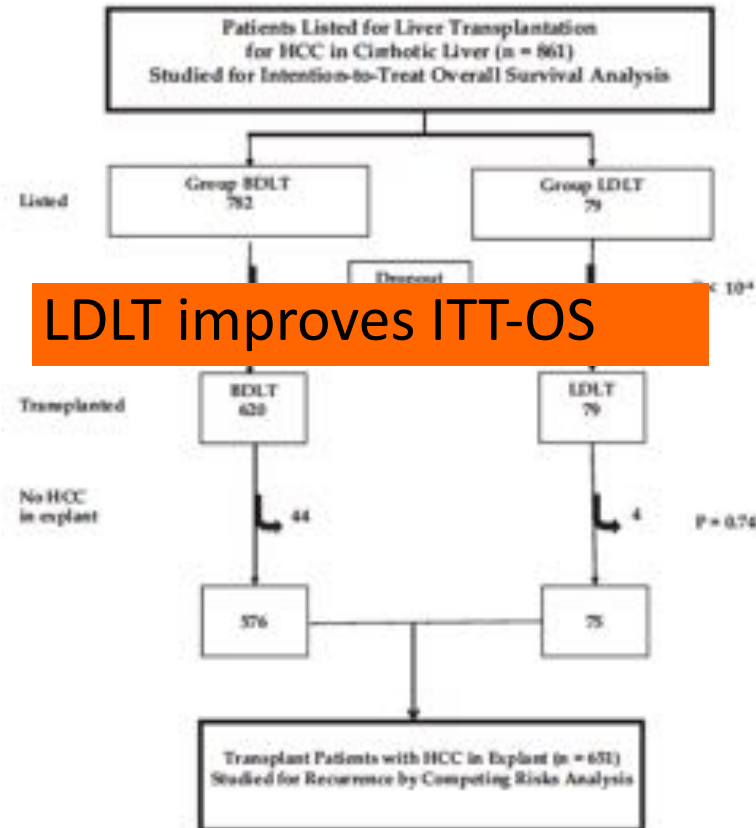 Patients Listed for Liver Transplantation
for HCC in Cirrhotic Liver (n = 861)
Studied for Intention-to-Treat Overall Survival Analysis
Listed
Group BDLT
782
Group LDLT
79
Dropout
< 10-4
LDLT improves ITT-OS
Transplanted
BDLT
620
LDLT
79
No HCC
in explant
44
4
P = 0.74
576
75
Transplant Patients with HCC in Explant (n = 651)
Studied for Recurrence by Competing Risks Analysis